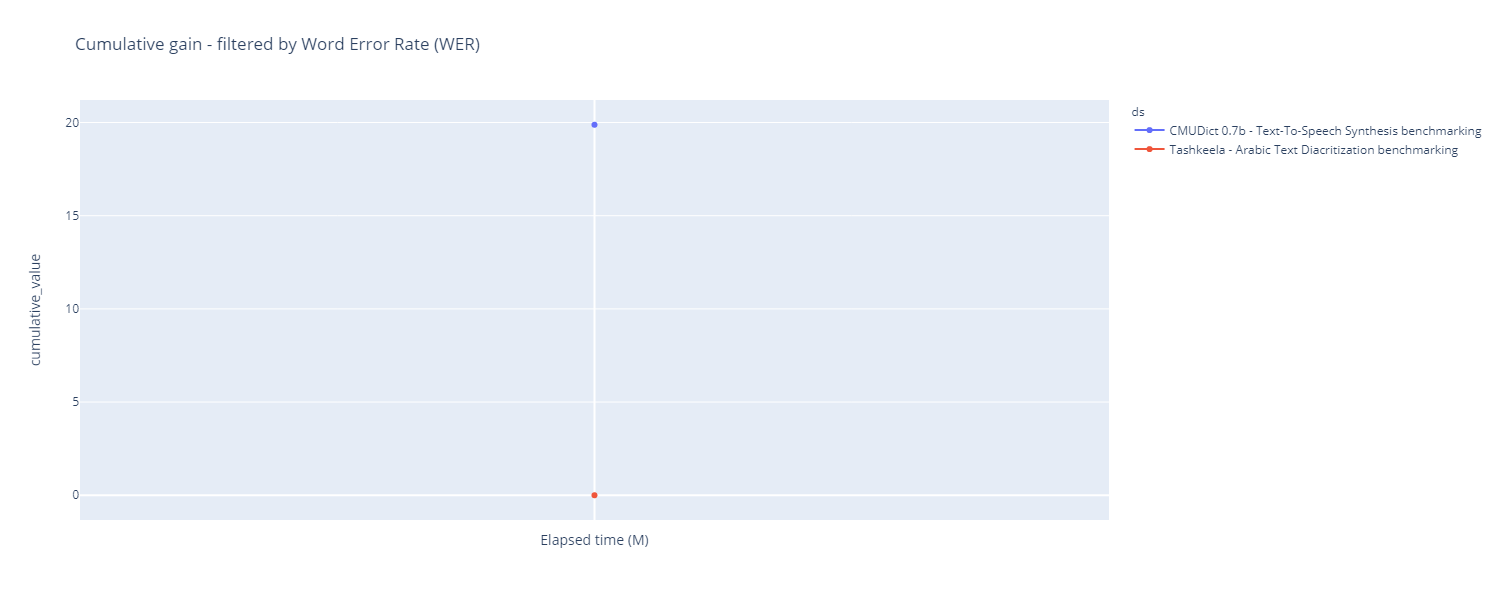 Cumulative gain - filtered by Word Error Rate (WER)
ds
CMUDict 0.7b - Text-To-Speech Synthesis benchmarking
Tashkeela - Arabic Text Diacritization benchmarking
20
15
10
5
0
cumulative_value
Elapsed time (M)